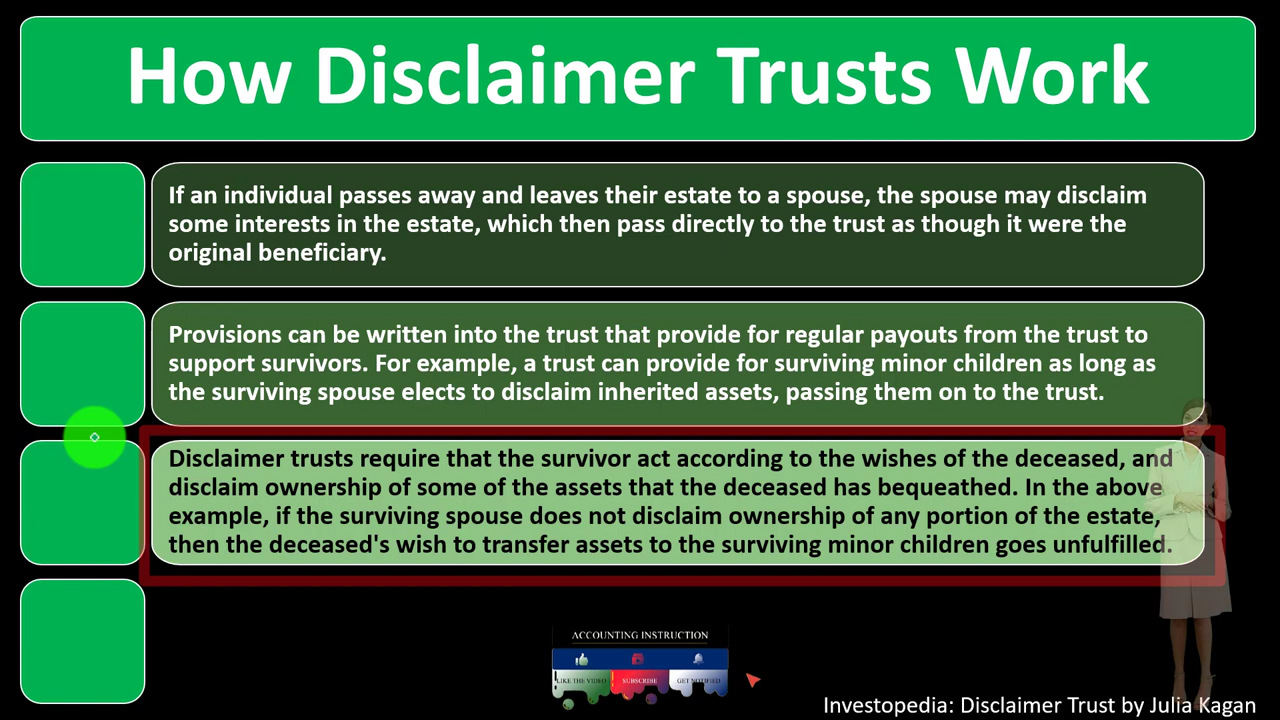 How Disclaimer Trusts Work
If an individual passes away and leaves their estate to a spouse, the spouse may disclaim
some interests in the estate, which then pass directly to the trust as though it were the
original beneficiary.
Provisions can be written into the trust that provide for regular payouts from the trust to
support survivors. For example, a trust can provide for surviving minor children as long as
the surviving spouse elects to disclaim inherited assets, passing them on to the trust.
Disclaimer trusts require that the survivor act according to the wishes of the deceased, and
disclaim ownership of some of the assets that the deceased has bequeathed. In the above
example, if the surviving spouse does not disclaim ownership of any portion of the estate,
then the deceased's wish to transfer assets to the surviving minor children goes unfulfilled.
ACCOUNTING INSTRUCTION
LIKE THE VIDEO SUBSCRIBE GET NOTIFIED
Investopedia: Disclaimer Trust by Julia Kagan